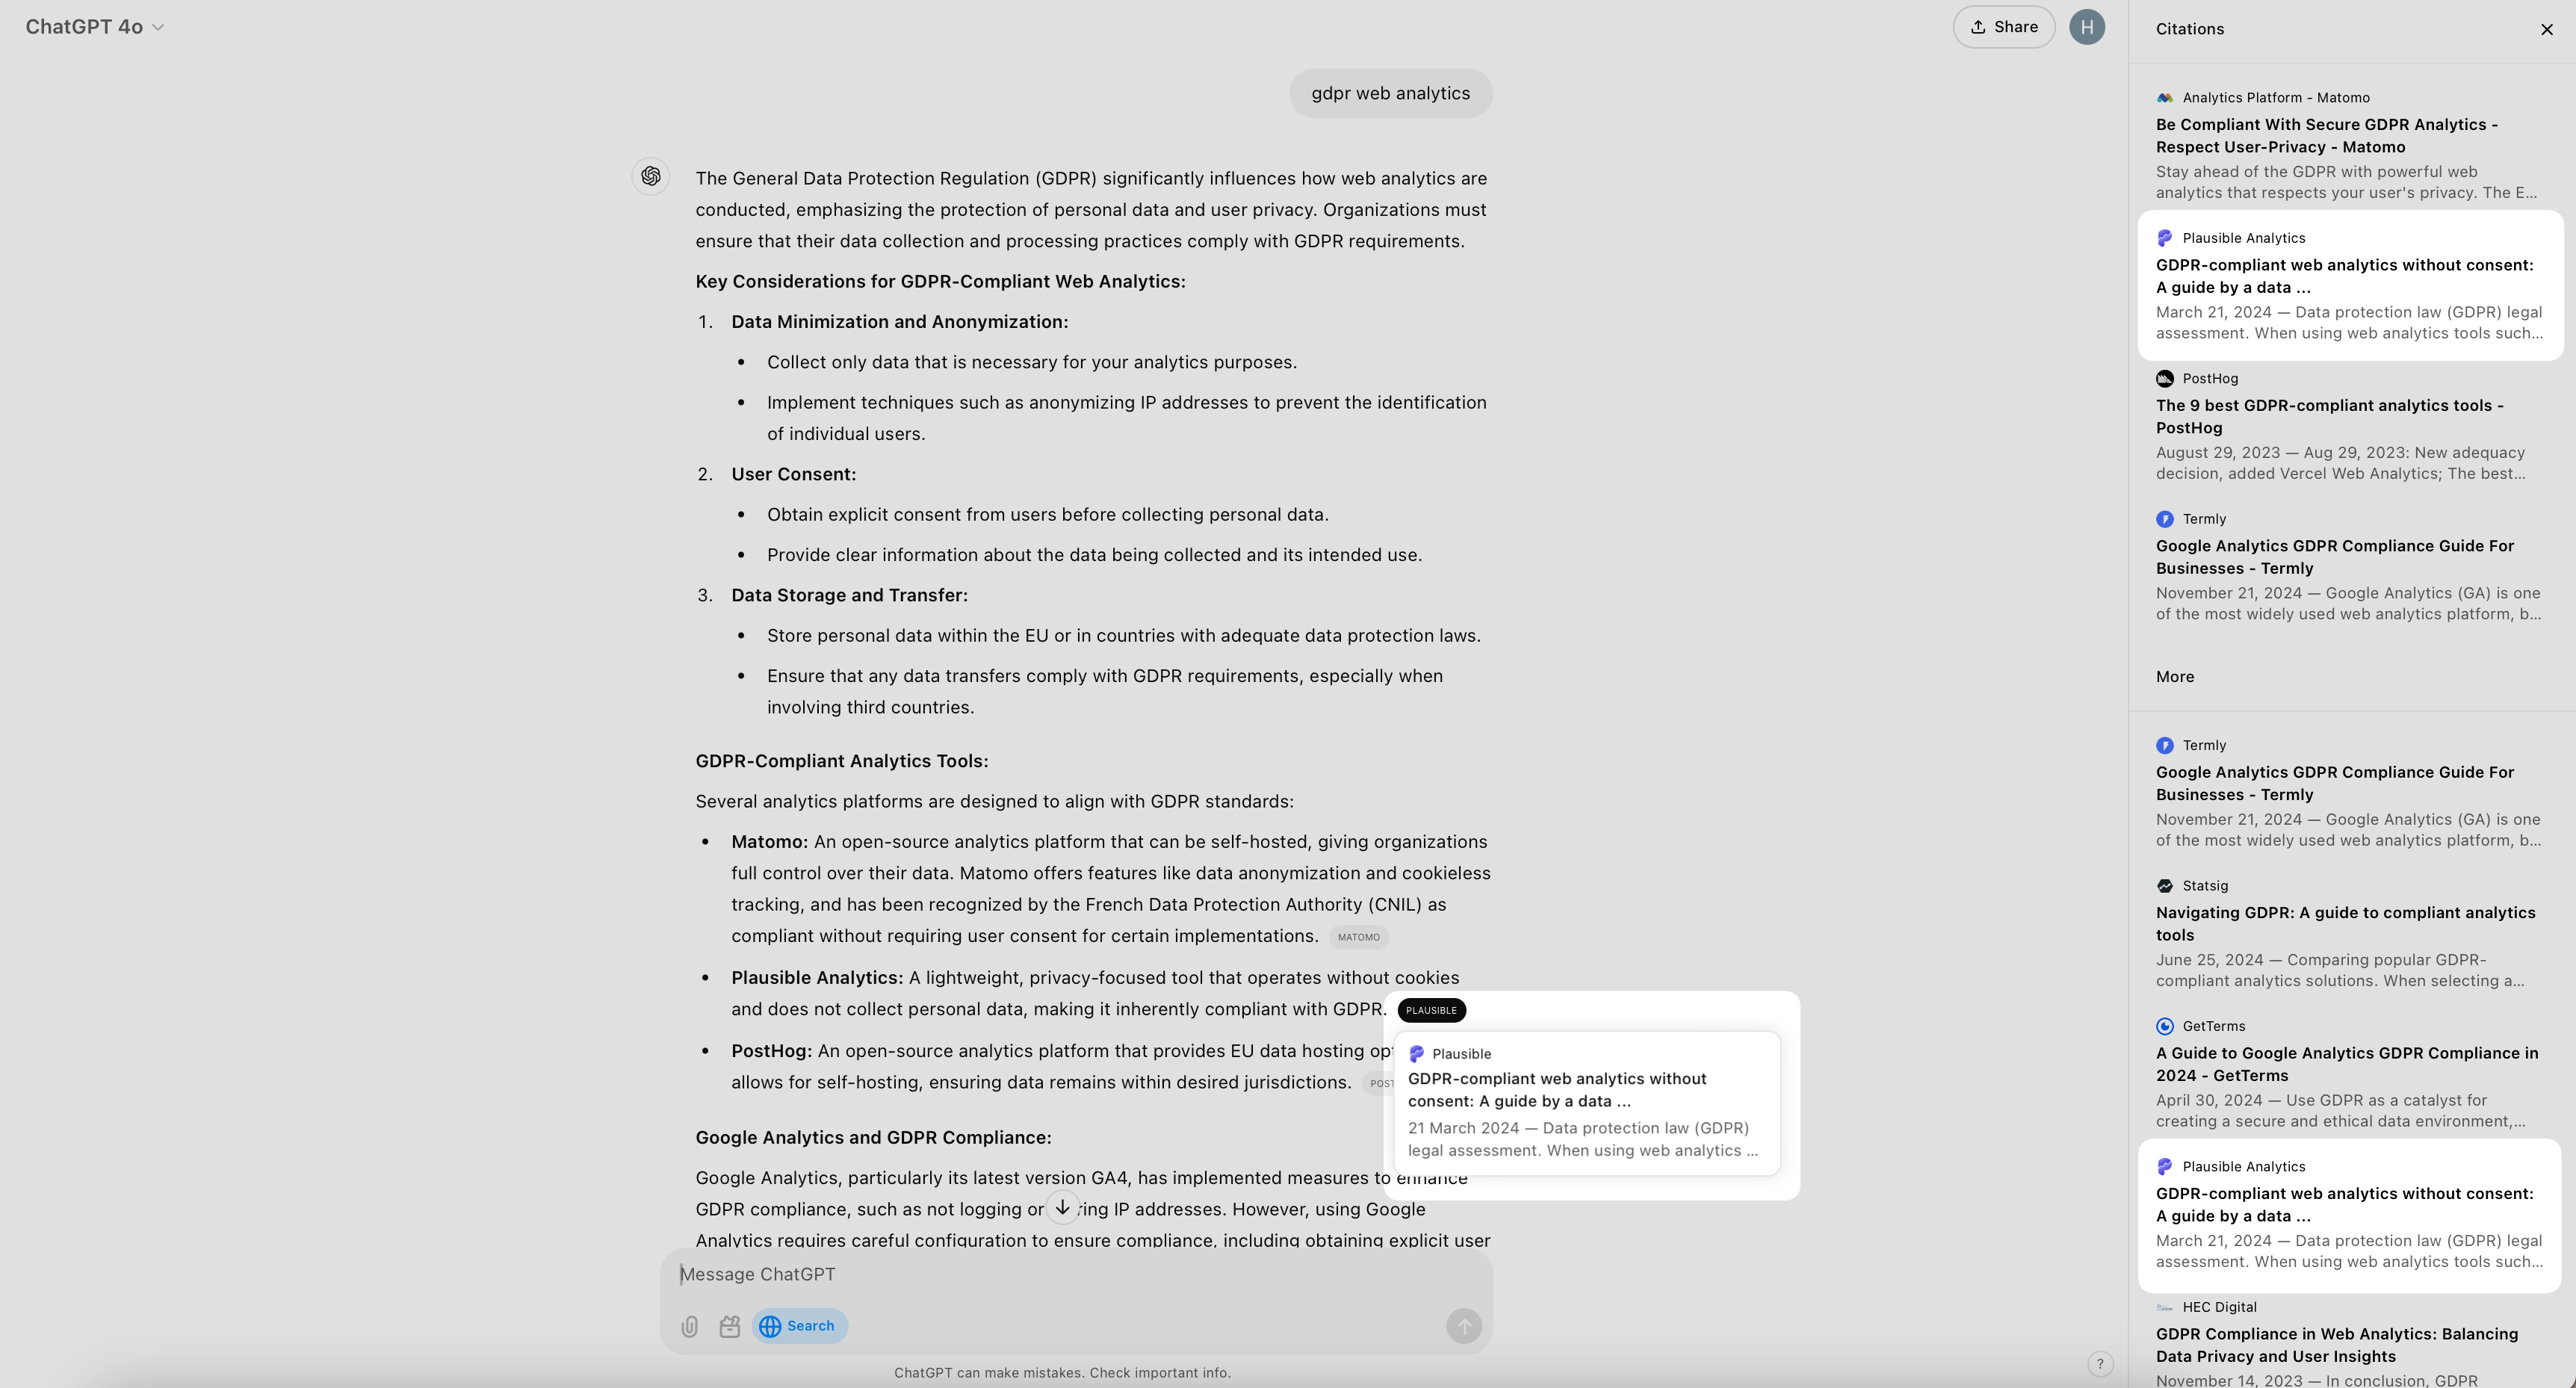 ChatGPT 4o
Share
H
gdpr web analytics
The General Data Protection Regulation (GDPR) significantly influences how web analytics are
conducted, emphasizing the protection of personal data and user privacy. Organizations must
ensure that their data collection and processing practices comply with GDPR requirements.
Key Considerations for GDPR-Compliant Web Analytics:
1. Data Minimization and Anonymization:
• Collect only data that is necessary for your analytics purposes.
• Implement techniques such as anonymizing IP addresses to prevent the identification
of individual users.
2. User Consent:
• Obtain explicit consent from users before collecting personal data.
• Provide clear information about the data being collected and its intended use.
3. Data Storage and Transfer:
• Store personal data within the EU or in countries with adequate data protection laws.
• Ensure that any data transfers comply with GDPR requirements, especially when
involving third countries.
GDPR-Compliant Analytics Tools:
Several analytics platforms are designed to align with GDPR standards:
• Matomo: An open-source analytics platform that can be self-hosted, giving organizations
full control over their data. Matomo offers features like data anonymization and cookieless
tracking, and has been recognized by the French Data Protection Authority (CNIL) as
compliant without requiring user consent for certain implementations. MATOMO
• Plausible Analytics: A lightweight, privacy-focused tool that operates without cookies
and does not collect personal data, making it inherently compliant with GDPR. PLAUSIBLE
• PostHog: An open-source analytics platform that provides EU data hosting
allows for self-hosting, ensuring data remains within desired jurisdictions.
Plausible
GDPR-compliant web analytics without
consent: A guide by a data ...
21 March 2024 — Data protection law (GDPR)
legal assessment. When using web analytics ...
Google Analytics and GDPR Compliance:
Google Analytics, particularly its latest version GA4, has implemented measures to enhance
GDPR compliance, such as not logging or IP addresses. However, using Google
Analytics requires careful configuration to ensure compliance, including obtaining explicit user
Message ChatGPT
Search
ChatGPT can make mistakes. Check important info.
?
Citations
Analytics Platform - Matomo
Be Compliant With Secure GDPR Analytics -
Respect User-Privacy - Matomo
Stay ahead of the GDPR with powerful web
analytics that respects your user's privacy. The E...
Plausible Analytics
GDPR-compliant web analytics without consent:
A guide by a data ...
March 21, 2024 — Data protection law (GDPR) legal
assessment. When using web analytics tools such...
PostHog
The 9 best GDPR-compliant analytics tools -
PostHog
August 29, 2023 — Aug 29, 2023: New adequacy
decision, added Vercel Web Analytics; The best...
Termly
Google Analytics GDPR Compliance Guide For
Businesses - Termly
November 21, 2024 — Google Analytics (GA) is one
of the most widely used web analytics platform, b...
More
Termly
Google Analytics GDPR Compliance Guide For
Businesses - Termly
November 21, 2024 — Google Analytics (GA) is one
of the most widely used web analytics platform, b...
Statsig
Navigating GDPR: A guide to compliant analytics
tools
June 25, 2024 — Comparing popular GDPR-
compliant analytics solutions. When selecting a...
GetTerms
A Guide to Google Analytics GDPR Compliance in
2024 - GetTerms
April 30, 2024 — Use GDPR as a catalyst for
creating a secure and ethical data environment,...
Plausible Analytics
GDPR-compliant web analytics without consent:
A guide by a data ...
March 21, 2024 — Data protection law (GDPR) legal
assessment. When using web analytics tools such...
HEC Digital
GDPR Compliance in Web Analytics: Balancing
Data Privacy and User Insights
November 14, 2023 — In conclusion, GDPR